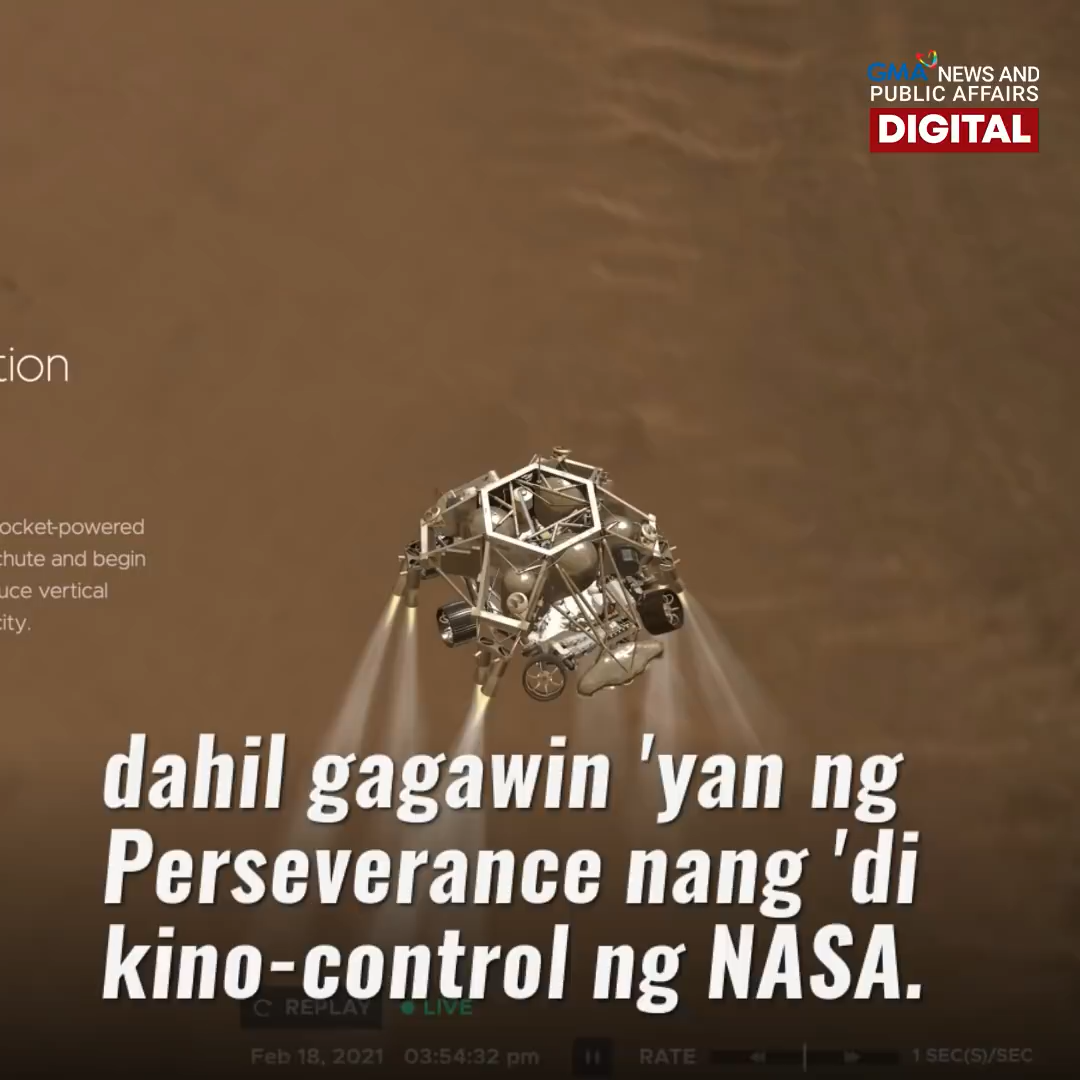 GMA NEWS AND
PUBLIC AFFAIRS
DIGITAL
tion
ocket-powered
chute and begin
uce vertical
city.
dahil gagawin 'yan ng
Perseverance nang 'di
kino-control ng NASA.
REPLAY LIVE
Feb 18, 2021 03:54:32 pm RATE 1 SEC(S)/SEC